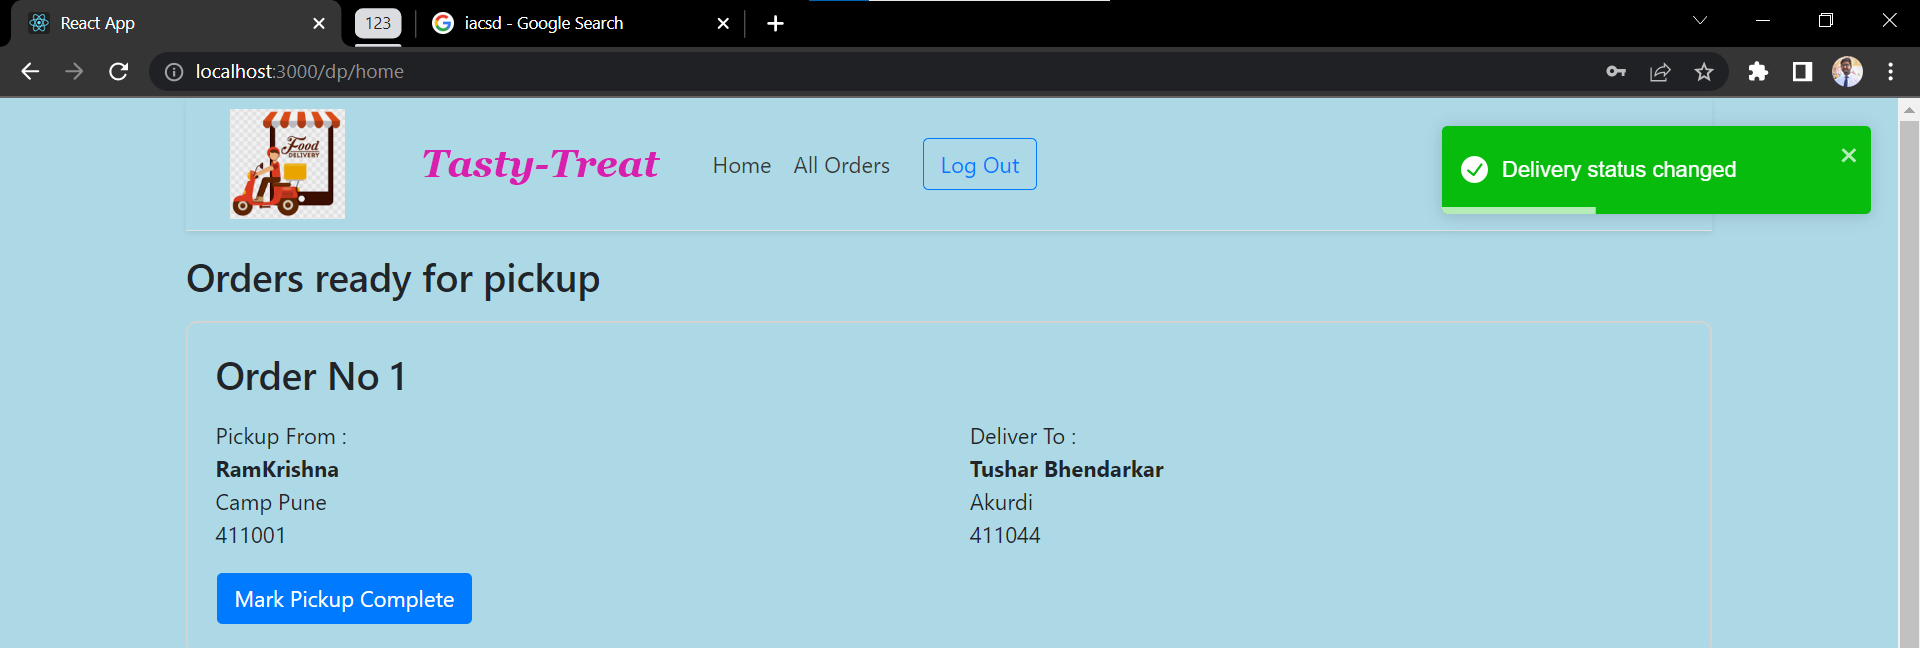 React App
123
iacsd - Google Search
localhost:3000/dp/home
Food
DELIVERY
Tasty-Treat
Home
All Orders
Log Out
Delivery status changed
Orders ready for pickup
Order No 1
Pickup From :
RamKrishna
Camp Pune
411001
Deliver To :
Tushar Bhendarkar
Akurdi
411044
Mark Pickup Complete